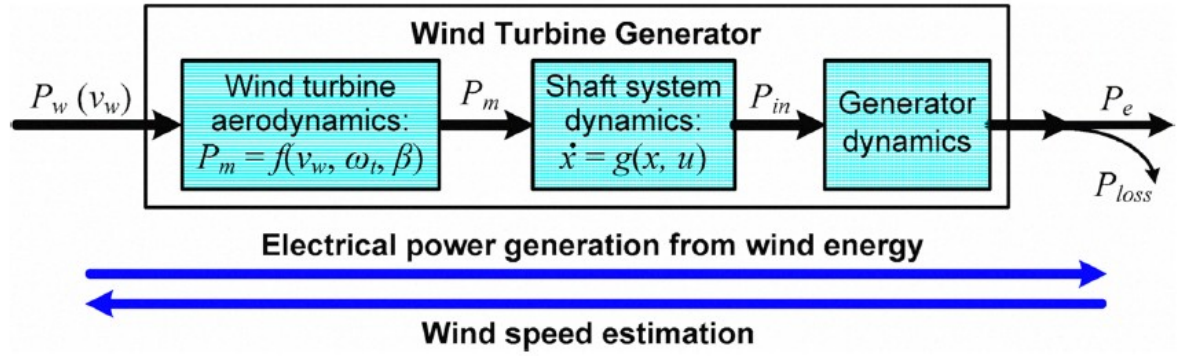 Wind Turbine Generator
P_w (v_w)
Wind turbine
aerodynamics:
P_m = f(v_w, ω_t, β)
P_m
Shaft system
dynamics:
ẋ = g(x, u)
P_in
Generator
dynamics
P_e
P_loss
Electrical power generation from wind energy
Wind speed estimation